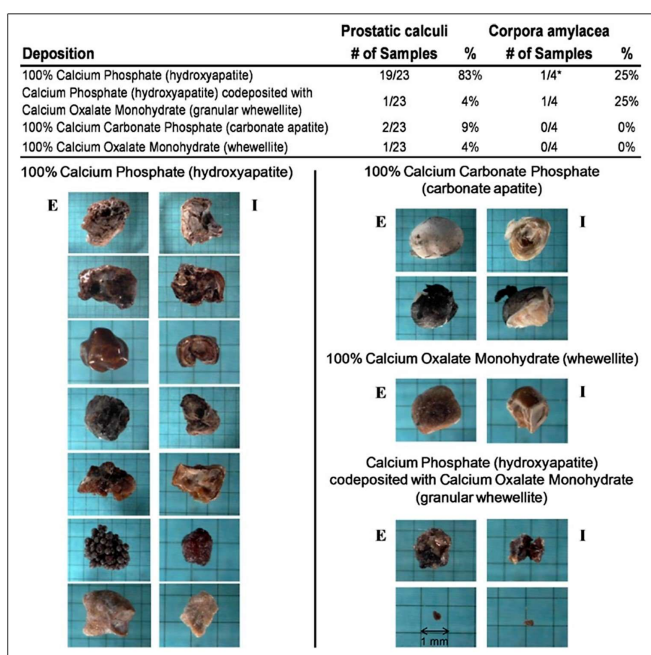 Prostatic calculi Corpora amylacea
Deposition # of Samples % # of Samples %
100% Calcium Phosphate (hydroxyapatite) 19/23 83% 1/4* 25%
Calcium Phosphate (hydroxyapatite) codeposited with
Calcium Oxalate Monohydrate (granular whewellite) 1/23 4% 1/4 25%
100% Calcium Carbonate Phosphate (carbonate apatite) 2/23 9% 0/4 0%
100% Calcium Oxalate Monohydrate (whewellite) 1/23 4% 0/4 0%
100% Calcium Phosphate (hydroxyapatite)
E I
100% Calcium Carbonate Phosphate
(carbonate apatite)
E I
100% Calcium Oxalate Monohydrate (whewellite)
E I
Calcium Phosphate (hydroxyapatite)
codeposited with Calcium Oxalate Monohydrate
(granular whewellite)
E I
1 mm